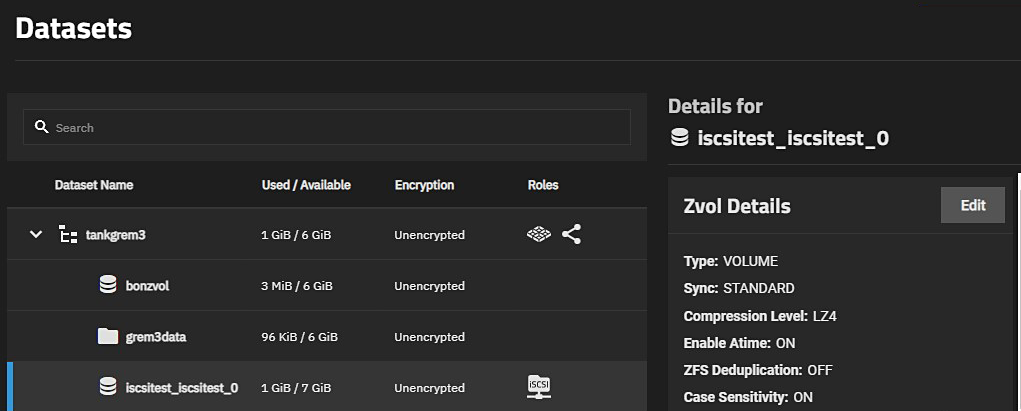 Datasets
Search
Dataset Name Used / Available Encryption Roles
tankgrem3 1 GiB / 6 GiB Unencrypted
bonzvol 3 MiB / 6 GiB Unencrypted
grem3data 96 KiB / 6 GiB Unencrypted
iscsitest_iscsitest_0 1 GiB / 7 GiB Unencrypted iSCSI
Details for
iscsitest_iscsitest_0
Zvol Details Edit
Type: VOLUME
Sync: STANDARD
Compression Level: LZ4
Enable Atime: ON
ZFS Deduplication: OFF
Case Sensitivity: ON